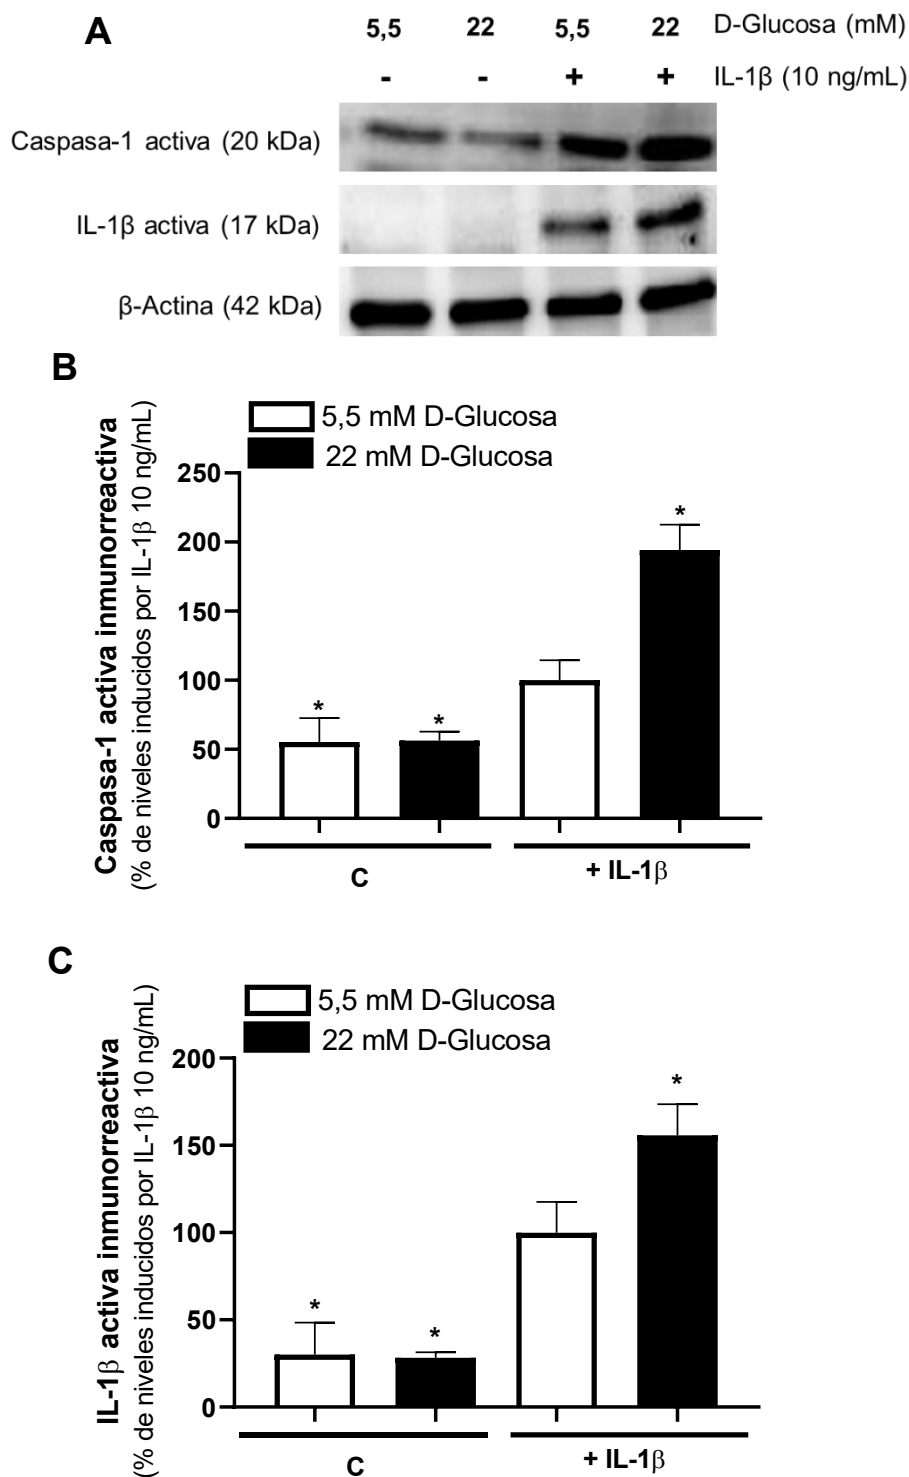 A
5,5 22 5,5 22 D-Glucosa (mM)
- - + + IL-1β (10 ng/mL)
Caspasa-1 activa (20 kDa)
IL-1β activa (17 kDa)
β-Actina (42 kDa)
B
5,5 mM D-Glucosa
22 mM D-Glucosa
Caspasa-1 activa inmunorreactiva
(% de niveles inducidos por IL-1β 10 ng/mL)
250
200
150
100
50
0
* * *
C + IL-1β
C
5,5 mM D-Glucosa
22 mM D-Glucosa
IL-1β activa inmunorreactiva
(% de niveles inducidos por IL-1β 10 ng/mL)
200
150
100
50
0
* * *
C + IL-1β